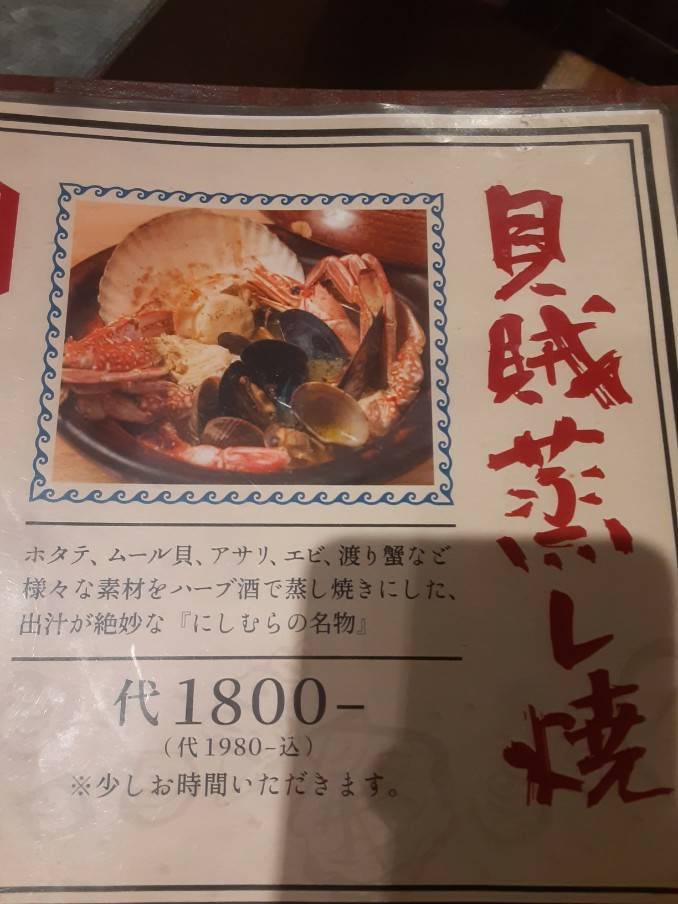 貝賊蒸し焼
ホタテ、ムール貝、アサリ、エビ、渡り蟹など
様々な素材をハーブ酒で蒸し焼きにした、
出汁が絶妙な『にしむらの名物』
代1800-
（代1980-込）
※少しお時間いただきます。